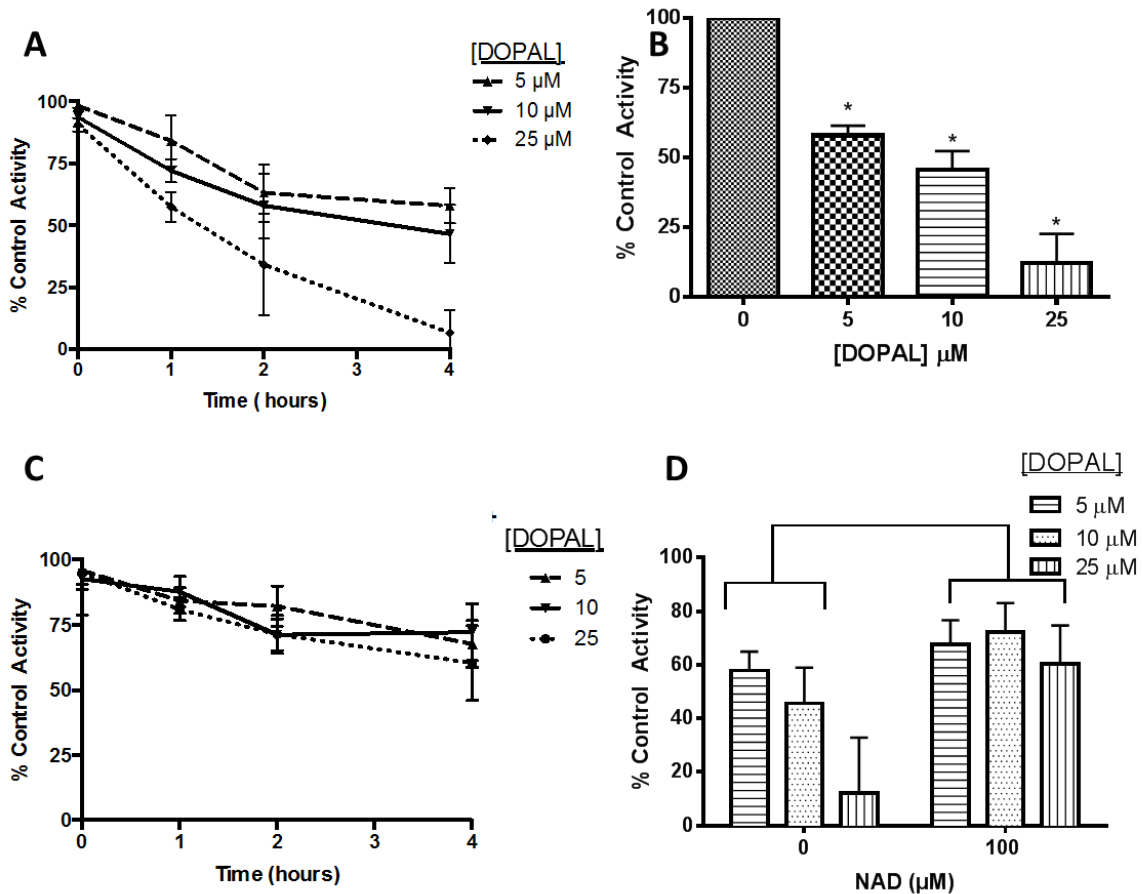 A
[DOPAL]
5 µM
10 µM
25 µM
100
75
50
25
0
% Control Activity
0 1 2 3 4
Time ( hours)
B
100
75
50
25
0
% Control Activity
*
*
*
0 5 10 25
[DOPAL] µM
C
[DOPAL]
5
10
25
100
75
50
25
0
% Control Activity
0 1 2 3 4
Time (hours)
D
[DOPAL]
5 µM
10 µM
25 µM
100
80
60
40
20
0
% Control Activity
0 100
NAD (µM)